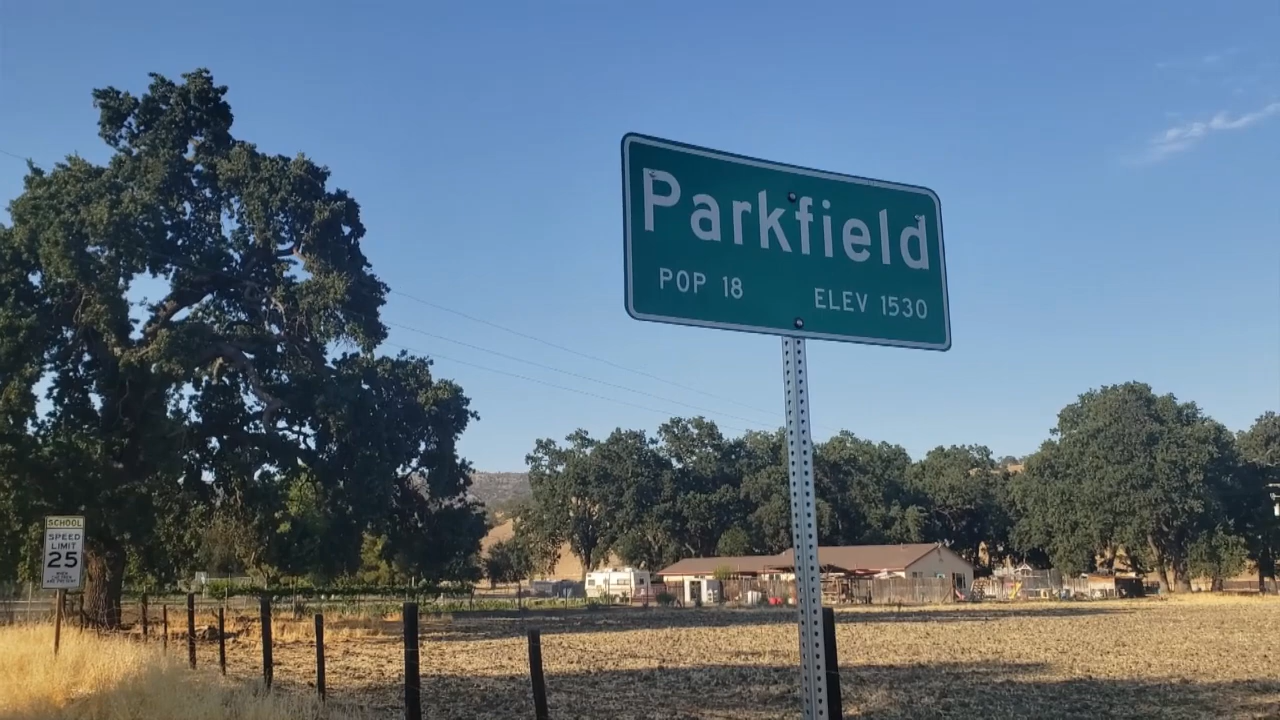 Parkfield
POP 18 ELEV 1530
SCHOOL
SPEED
LIMIT
25